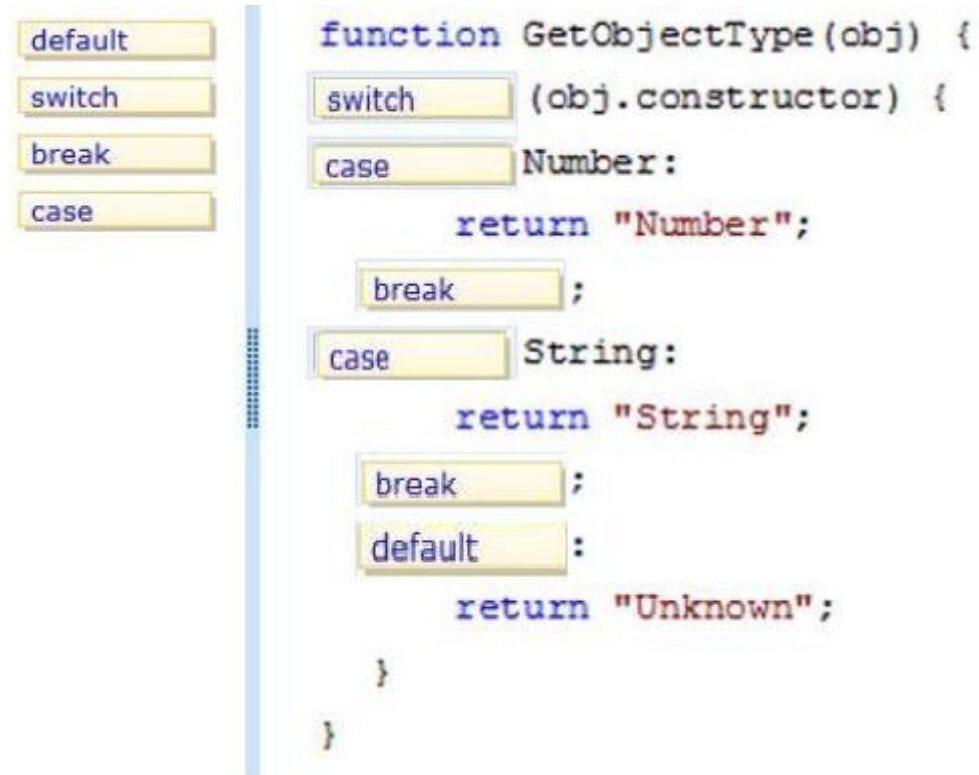 default
switch
break
case
function GetObjectType(obj) {
switch (obj.constructor) {
case Number:
return "Number";
break ;
case String:
return "String";
break ;
default :
return "Unknown";
}
}